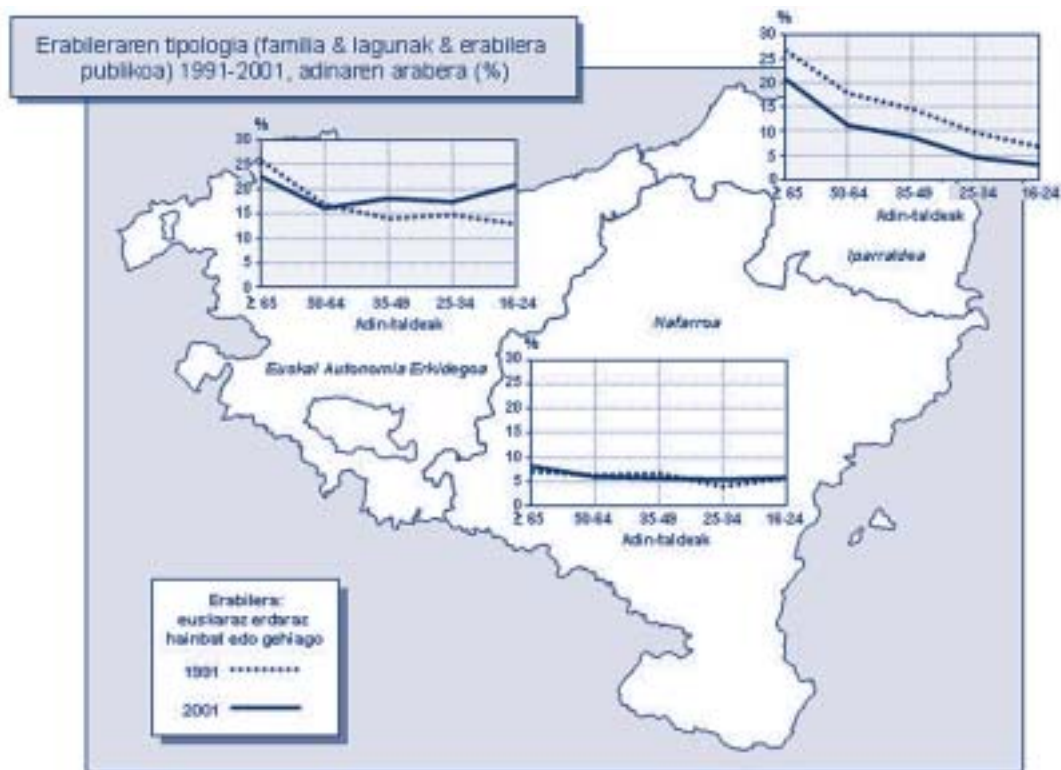 Erabileraren tipologia (familia & lagunak & erabilera
publikoa) 1991-2001, adinaren arabera (%)
%
30
25
20
15
10
5
0
≥ 65 50-64 35-49 25-34 16-24
Adin-taldeak
Iparraldea
%
30
25
20
15
10
5
0
≥ 65 50-64 35-49 25-34 16-24
Adin-taldeak
Euskal Autonomia Erkidegoa
Nafarroa
%
30
25
20
15
10
5
0
≥ 65 50-64 35-49 25-34 16-24
Adin-taldeak
Erabilera:
euskaraz erdaraz
hainbat edo gehiago
1991
2001